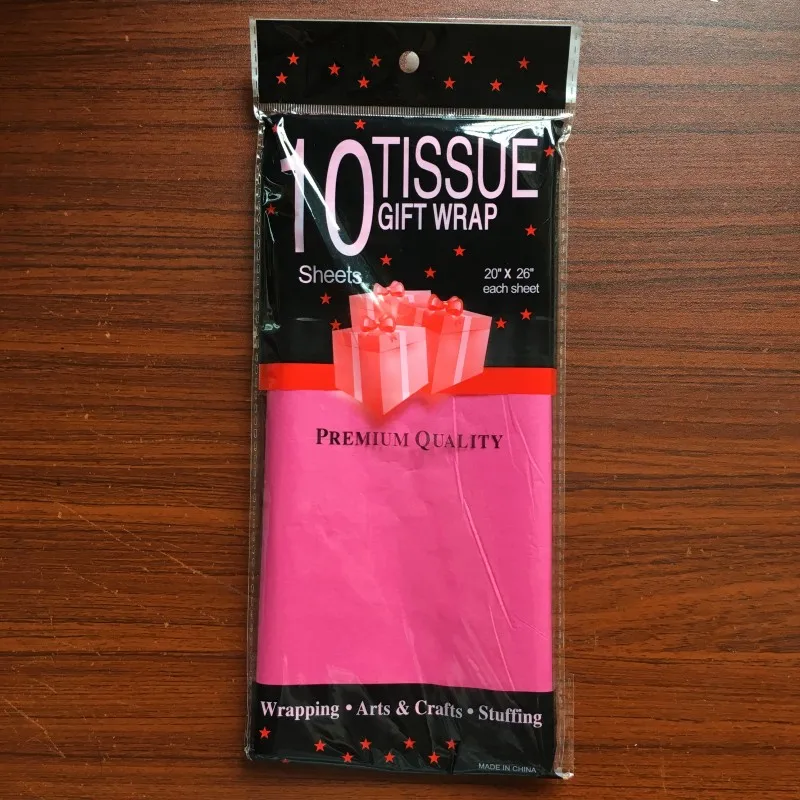 10 TISSUE
GIFT WRAP
Sheets
20" X 26"
each sheet
PREMIUM QUALITY
Wrapping • Arts & Crafts • Stuffing
MADE IN CHINA